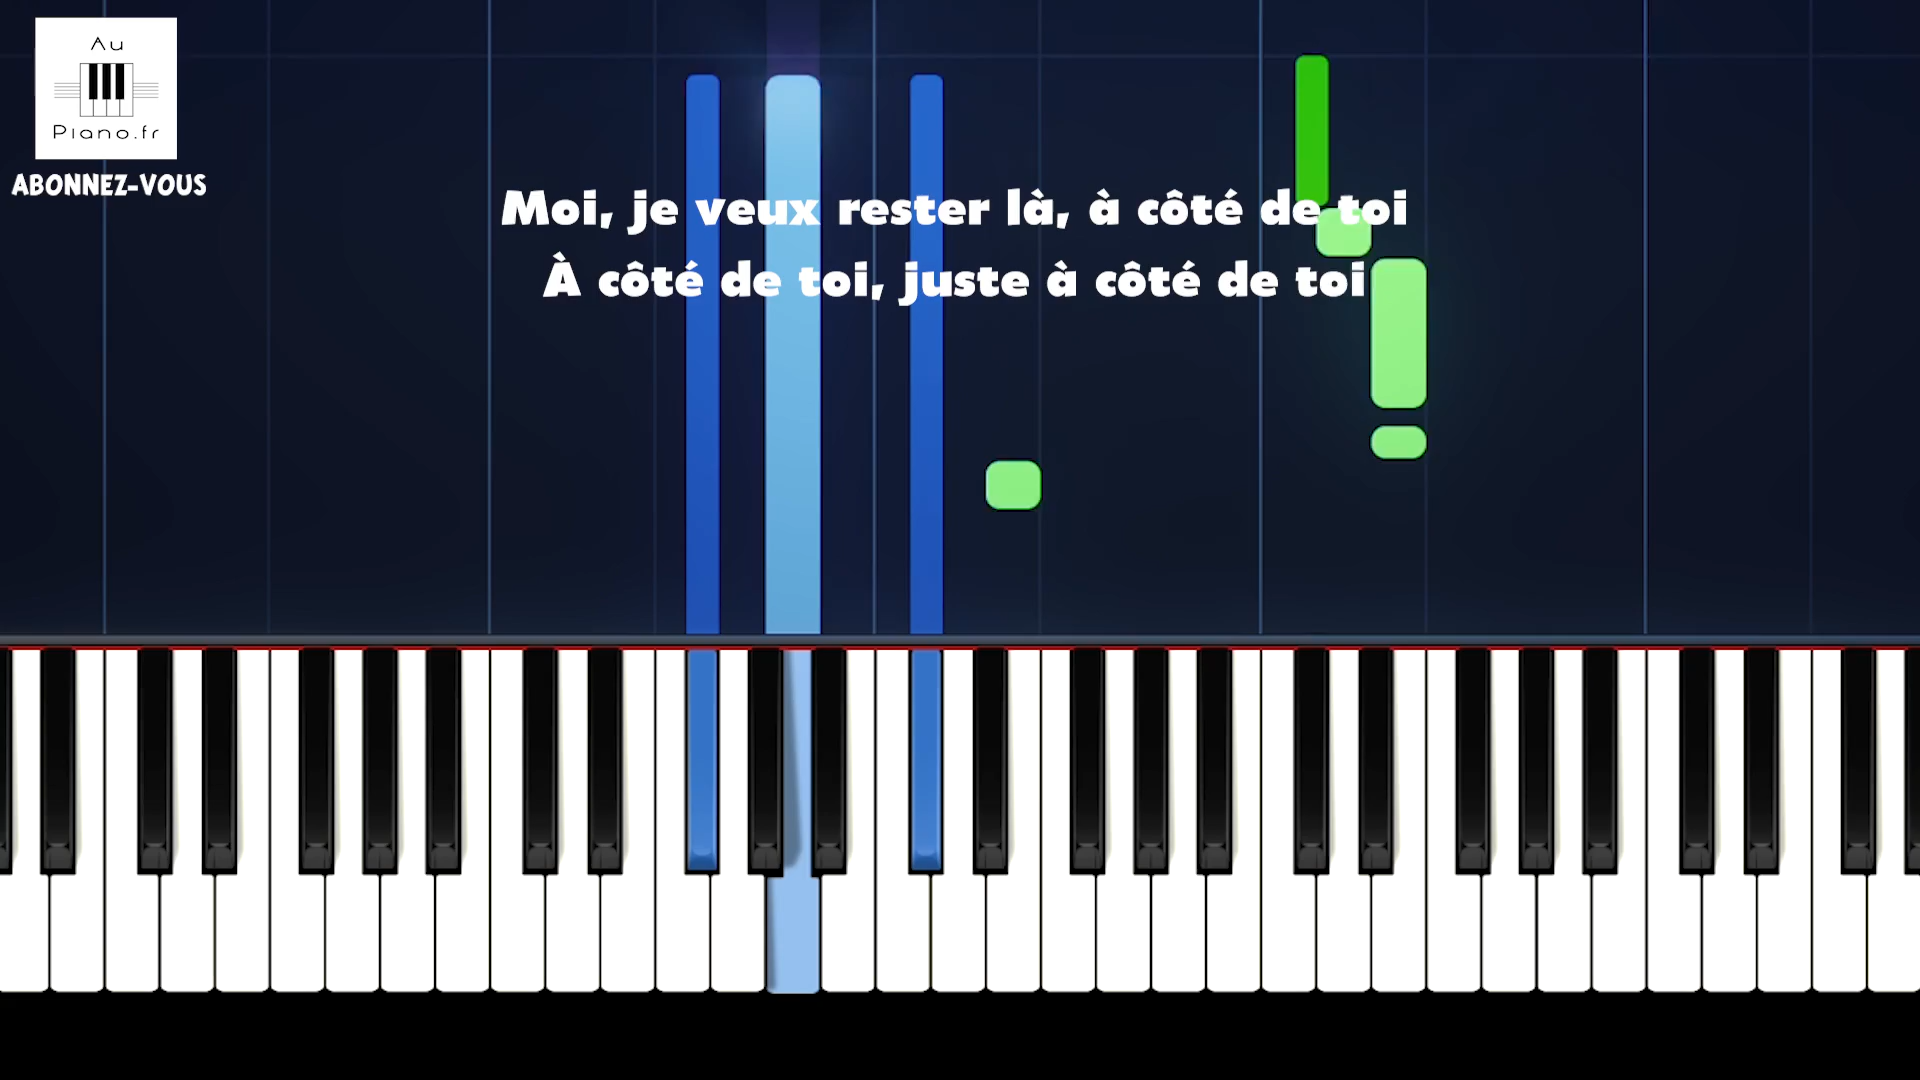 Au
Piano.fr
ABONNEZ-VOUS
Moi, je veux rester là, à côté de toi
À côté de toi, juste à côté de toi